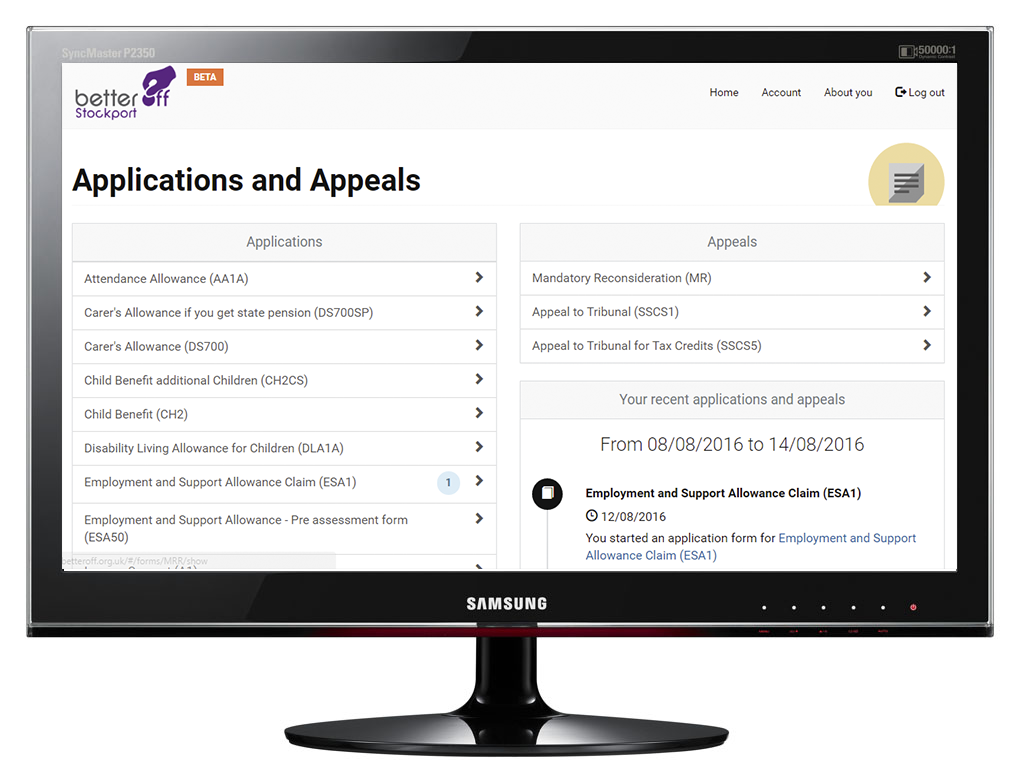 SyncMaster P2350
50000:1
Dynamic Contrast
better off
Stockport
BETA
Home
Account
About you
Log out
Applications and Appeals
Applications
Attendance Allowance (AA1A)
Carer's Allowance if you get state pension (DS700SP)
Carer's Allowance (DS700)
Child Benefit additional Children (CH2CS)
Child Benefit (CH2)
Disability Living Allowance for Children (DLA1A)
Employment and Support Allowance Claim (ESA1)
1
Employment and Support Allowance - Pre assessment form
(ESA50)
betteroff.org.uk/#/forms/MRR/show
Appeals
Mandatory Reconsideration (MR)
Appeal to Tribunal (SSCS1)
Appeal to Tribunal for Tax Credits (SSCS5)
Your recent applications and appeals
From 08/08/2016 to 14/08/2016
Employment and Support Allowance Claim (ESA1)
12/08/2016
You started an application form for Employment and Support
Allowance Claim (ESA1)
SAMSUNG